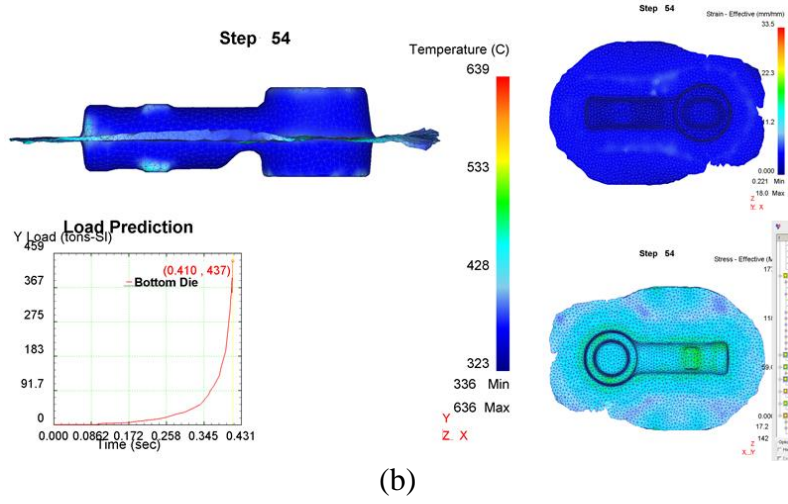 Step 54
Temperature (C)
639
533
428
323
336 Min
636 Max
Y
Z X
Load Prediction
Y Load (tons-SI)
459
367
275
183
91.7
0
(0.410 , 437)
Bottom Die
0.000 0.0862 0.172 0.258 0.345 0.431
Time (sec)
Step 54
Strain - Effective (mm/mm)
33.5
22.3
11.2
0.000
0.221 Min
18.0 Max
Z
Y X
Step 54
Stress - Effective (M
17
118
59.0
0.000
17.2
142
Z
X Y
(b)